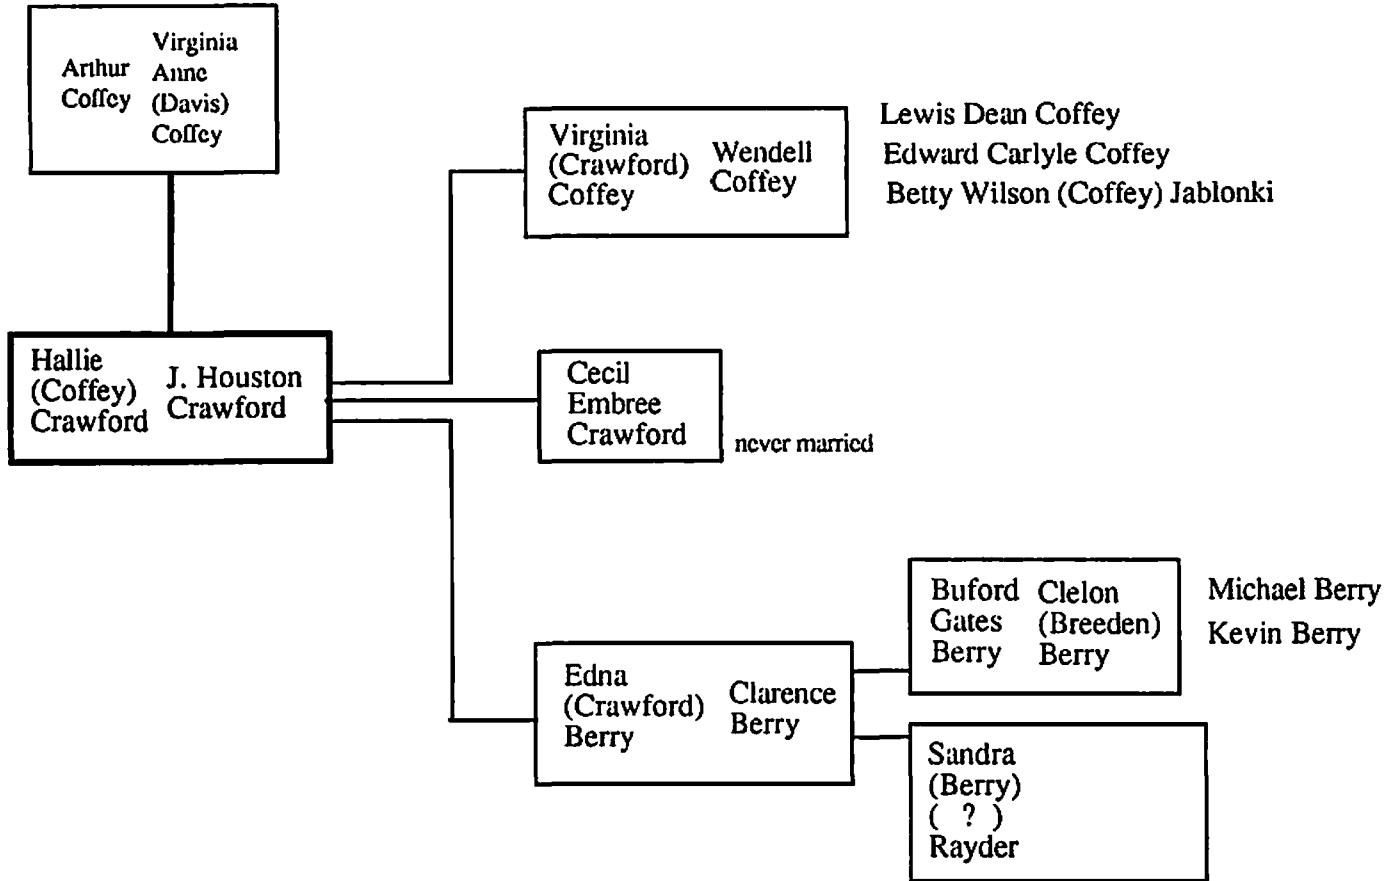 Arthur
Coffey
Virginia
Anne
(Davis)
Coffey
Hallie
(Coffey)
Crawford
J. Houston
Crawford
Virginia
(Crawford)
Coffey
Wendell
Coffey
Lewis Dean Coffey
Edward Carlyle Coffey
Betty Wilson (Coffey) Jablonki
Cecil
Embree
Crawford
never married
Edna
(Crawford)
Berry
Clarence
Berry
Buford
Gates
Berry
Clelon
(Breeden)
Berry
Michael Berry
Kevin Berry
Sandra
(Berry)
( ? )
Rayder